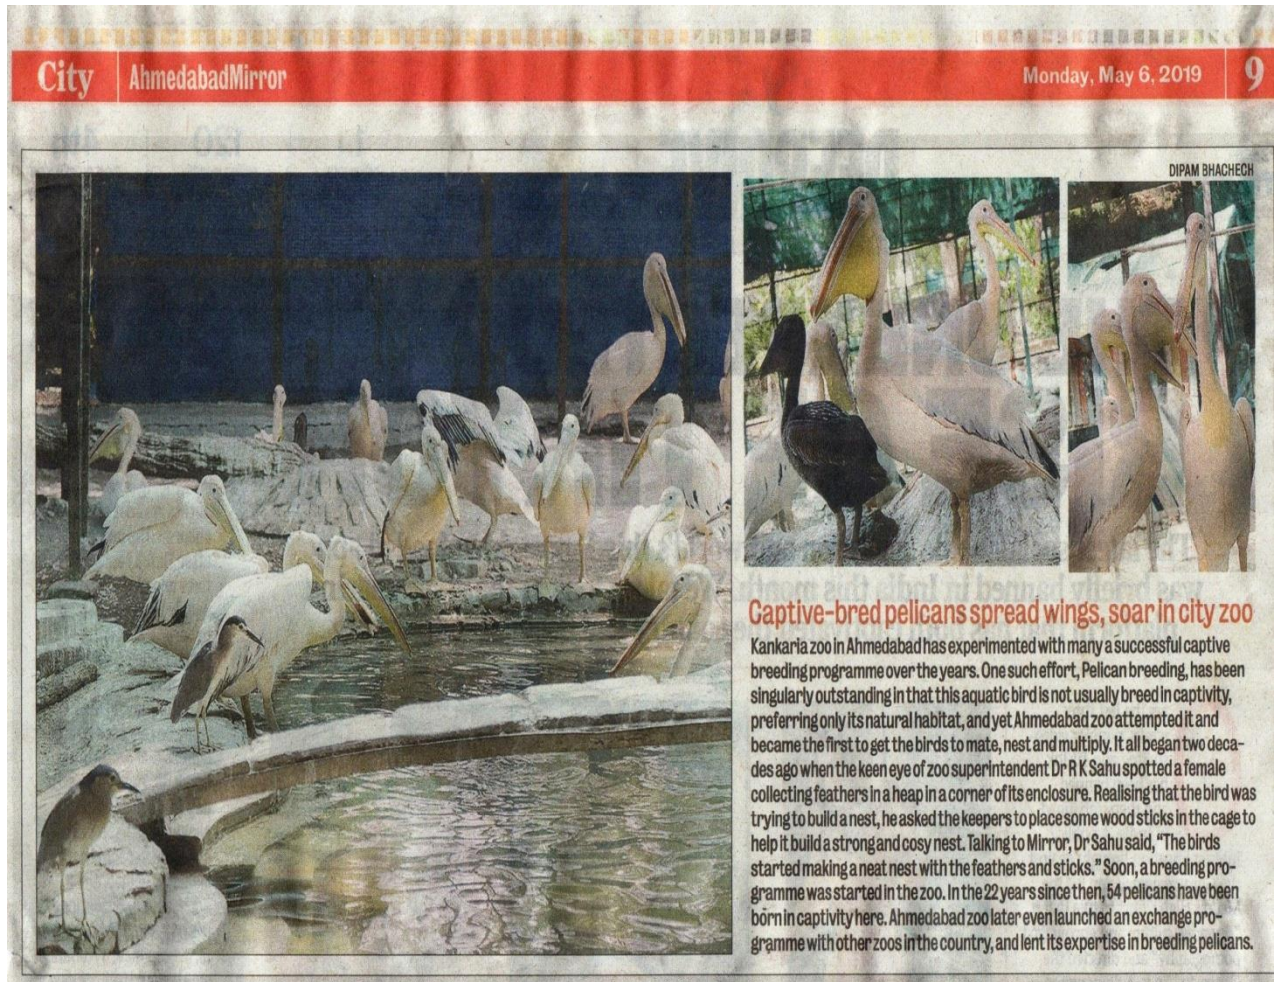 City AhmedabadMirror Monday, May 6, 2019 9
DIPAM BHACHECH
Captive-bred pelicans spread wings, soar in city zoo
Kankaria zoo in Ahmedabad has experimented with many a successful captive
breeding programme over the years. One such effort, Pelican breeding, has been
singularly outstanding in that this aquatic bird is not usually breed in captivity,
preferring only its natural habitat, and yet Ahmedabad zoo attempted it and
became the first to get the birds to mate, nest and multiply. It all began two deca-
des ago when the keen eye of zoo superintendent Dr R K Sahu spotted a female
collecting feathers in a heap in a corner of its enclosure. Realising that the bird was
trying to build a nest, he asked the keepers to place some wood sticks in the cage to
help it build a strong and cosy nest. Talking to Mirror, Dr Sahu said, “The birds
started making a neat nest with the feathers and sticks.” Soon, a breeding pro-
gramme was started in the zoo. In the 22 years since then, 54 pelicans have been
born in captivity here. Ahmedabad zoo later even launched an exchange pro-
gramme with other zoos in the country, and lent its expertise in breeding pelicans.